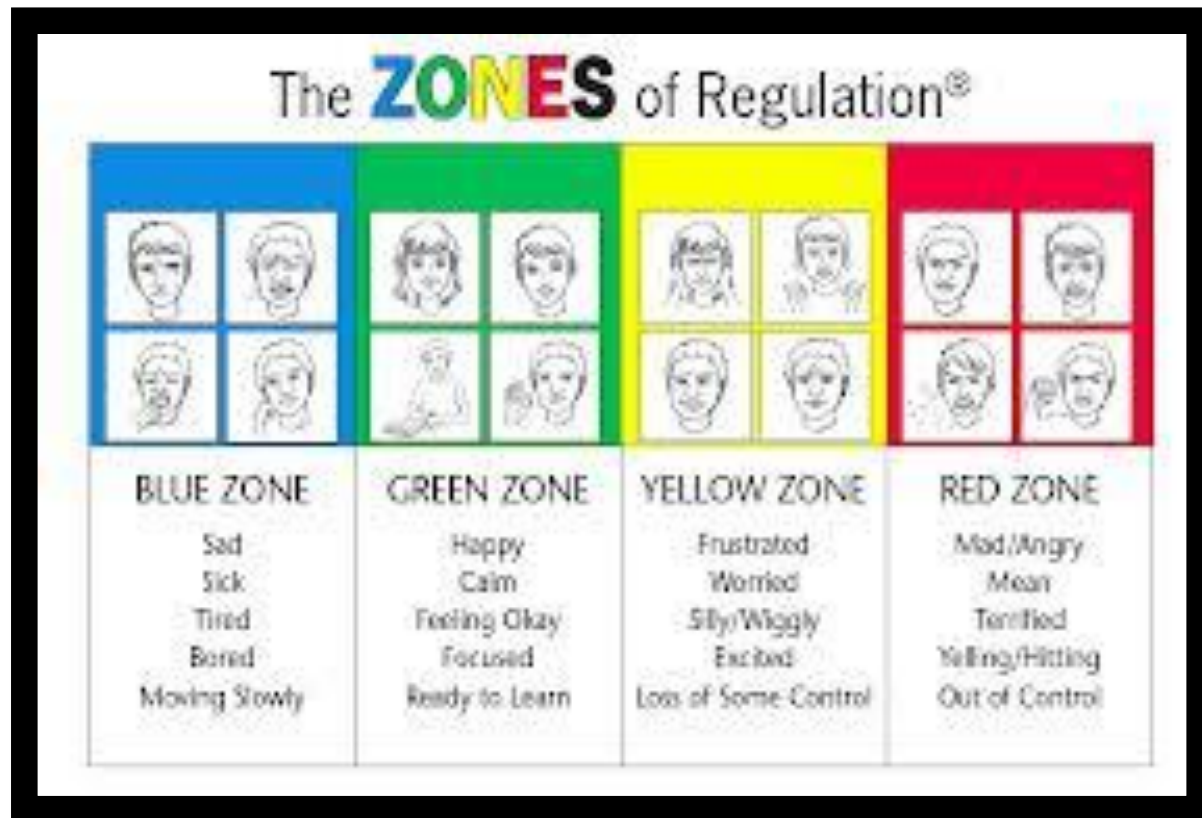 The ZONES of Regulation®
BLUE ZONE
Sad
Sick
Tired
Bored
Moving Slowly
GREEN ZONE
Happy
Calm
Feeling Okay
Focused
Ready to Learn
YELLOW ZONE
Frustrated
Worried
Silly/Wiggly
Excited
Loss of Some Control
RED ZONE
Mad/Angry
Mean
Terrified
Yelling/Hitting
Out of Control